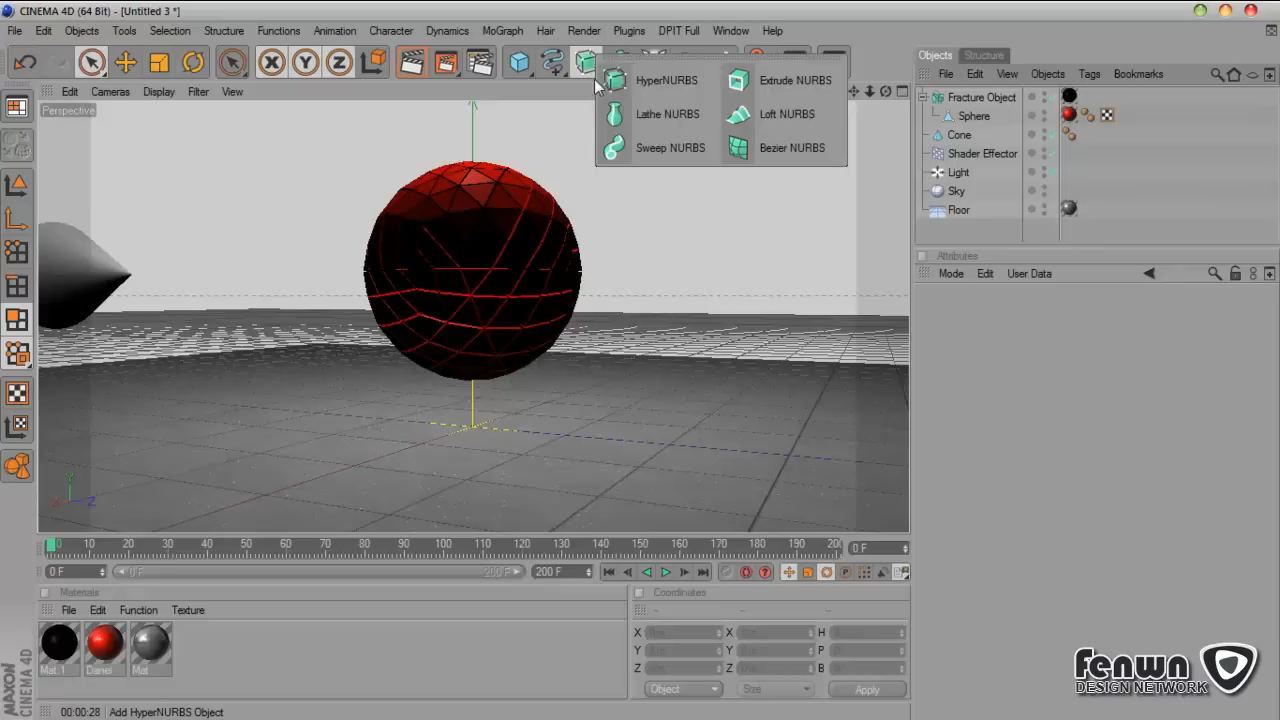 CINEMA 4D (64 Bit) - [Untitled 3 *]
File Edit Objects Tools Selection Structure Functions Animation Character Dynamics MoGraph Hair Render Plugins DPIT Full Window Help
Edit Cameras Display Filter View
Perspective
HyperNURBS Extrude NURBS
Lathe NURBS Loft NURBS
Sweep NURBS Bezier NURBS
Objects Structure
File Edit View Objects Tags Bookmarks
Fracture Object
Sphere
Cone
Shader Effector
Light
Sky
Floor
Attributes
Mode Edit User Data
X Y Z
Y
X Z
0 10 20 30 40 50 60 70 80 90 100 110 120 130 140 150 160 170 180 190 200 0 F
0 F 0 F 200 F 200 F
Materials
File Edit Function Texture
Mat.1 Danel Mat
Coordinates
X X H
Y Y P
Z Z B
Object Size Apply
MAXON
CINEMA 4D
00:00:28 Add HyperNURBS Object
fenwn
DESIGN NETWORK